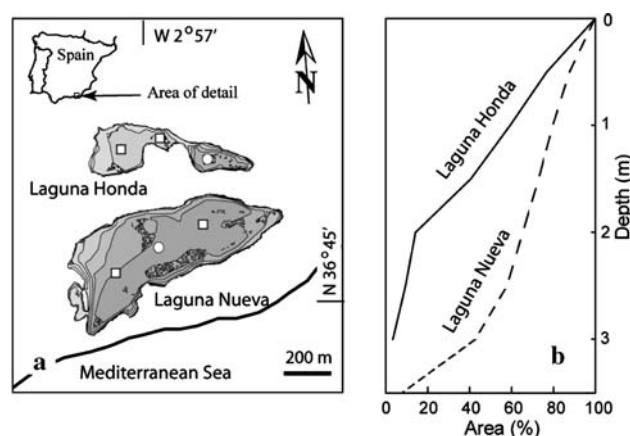 W 2°57'
Spain
Area of detail
N
Laguna Honda
N 36°45'
Laguna Nueva
a
Mediterranean Sea
200 m
0
1
2
3
Depth (m)
Laguna Honda
Laguna Nueva
b
0 20 40 60 80 100
Area (%)